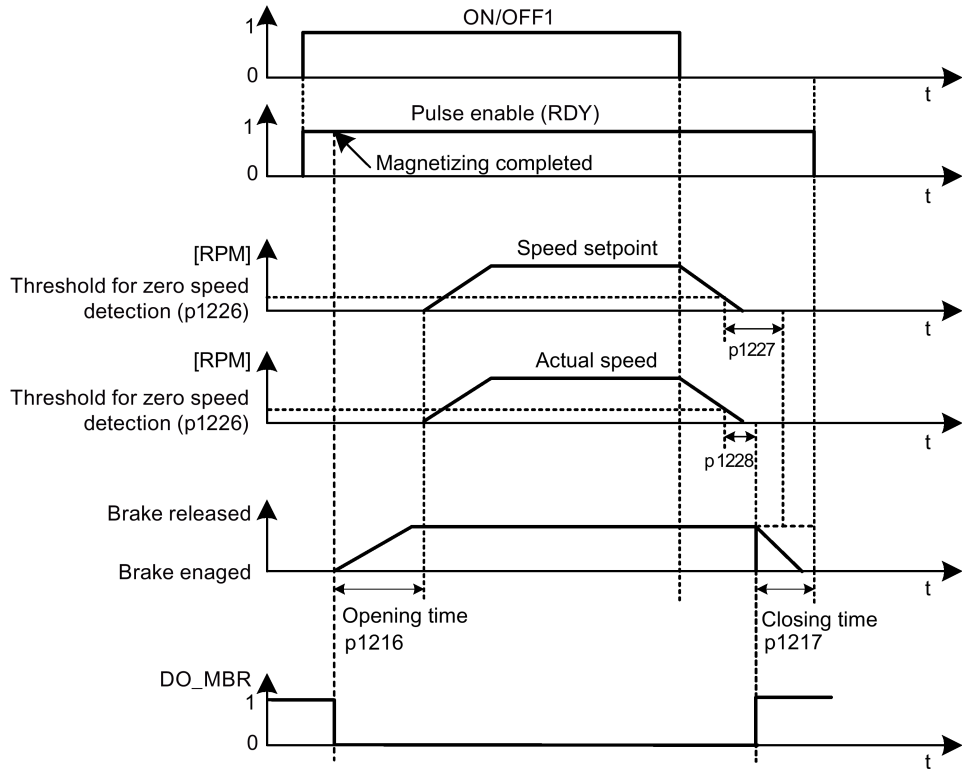 ON/OFF1
1
0
t
Pulse enable (RDY)
1
Magnetizing completed
0
t
[RPM]
Speed setpoint
Threshold for zero speed
detection (p1226)
t
p1227
[RPM]
Actual speed
Threshold for zero speed
detection (p1226)
t
p1228
Brake released
Brake enaged
t
Opening time
p1216
Closing time
p1217
DO_MBR
1
0
t